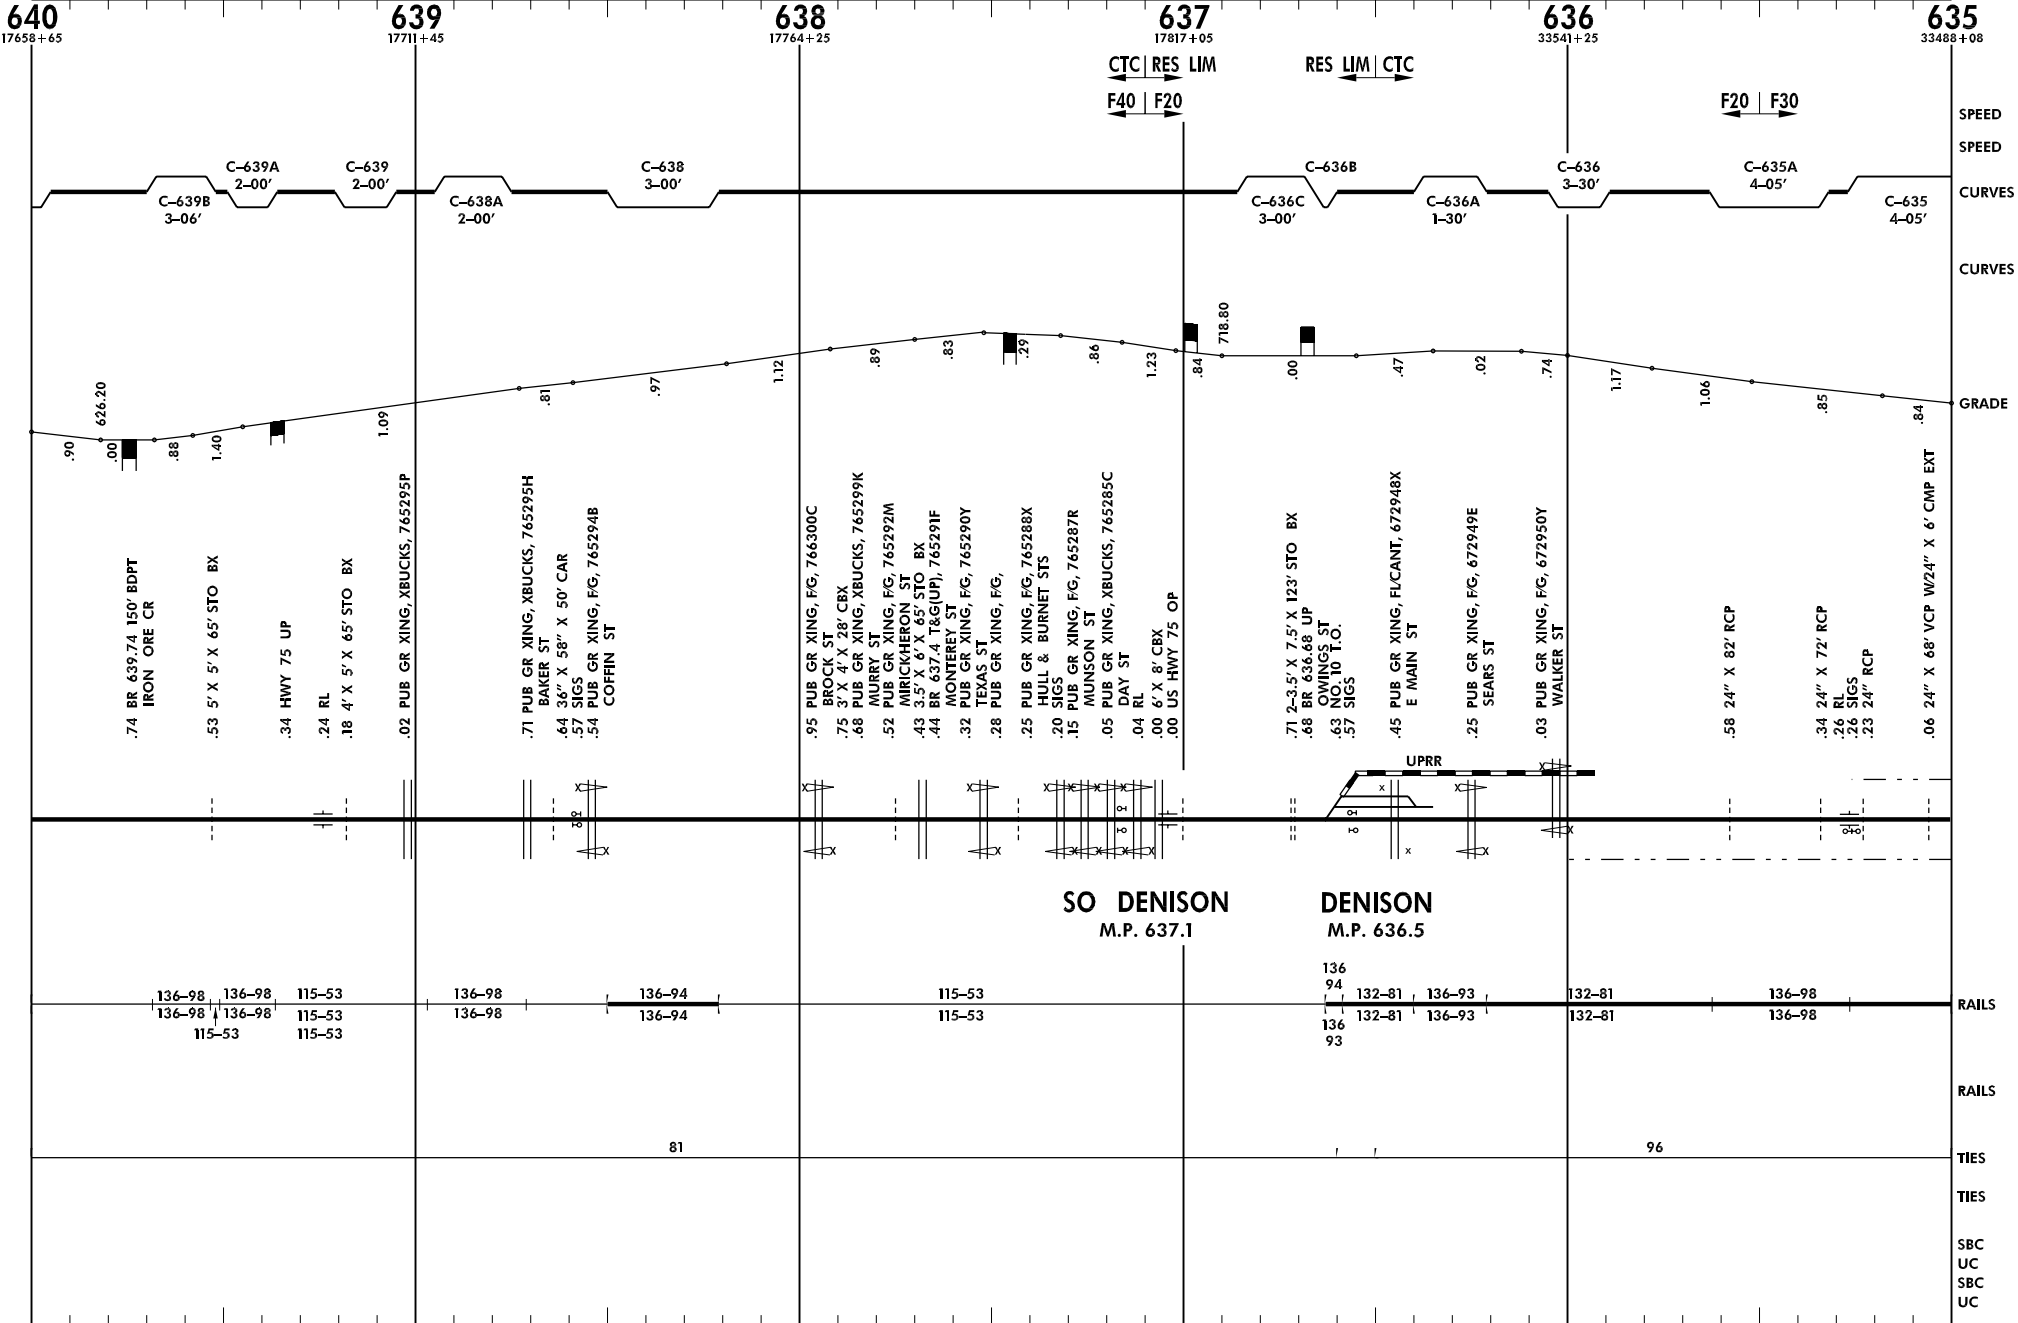 640 639 638 637 636 635
17658+65 17711+45 17764+25 17817+05 33541+25 33488+08
CTC RES LIM RES LIM CTC
F40 F20 F20 F30
SPEED
SPEED
C-639A
2-00'
C-639
2-00'
C-638
3-00'
C-636B
C-636
3-30'
C-635A
4-05'
CURVES
C-639B
3-06'
C-638A
2-00'
C-636C
3-00'
C-636A
1-30'
C-635
4-05'
CURVES
626.20
718.80
.90
.00
.88
1.40
1.09
.81
.97
1.12
.89
.83
.29
.86
1.23
.84
.00
.47
.02
.74
1.17
1.06
.85
.84
GRADE
.74 BR 639.74 150' BDPT
IRON ORE CR
.53 5' X 5' X 65' STO BX
.34 HWY 75 UP
.24 RL
.18 4' X 5' X 65' STO BX
.02 PUB GR XING, XBUCKS, 765295P
.71 PUB GR XING, XBUCKS, 765295H
BAKER ST
.64 36" X 58" X 50' CAR
.57 SIGS
.54 PUB GR XING, F/G, 765294B
COFFIN ST
.95 PUB GR XING, F/G, 766300C
BROCK ST
.75 3' X 4' X 28' CBX
.68 PUB GR XING, XBUCKS, 765299K
MURRY ST
.52 PUB GR XING, F/G, 765292M
MIRICK/HERON ST
.43 3.5' X 6' X 65' STO BX
.44 BR 637.4 T&G(UP), 765291F
MONTEREY ST
.32 PUB GR XING, F/G, 765290Y
TEXAS ST
.28 PUB GR XING, F/G,
.25 PUB GR XING, F/G, 765288X
HULL & BURNET STS
.20 SIGS
.15 PUB GR XING, F/G, 765287R
MUNSON ST
.05 PUB GR XING, XBUCKS, 765285C
DAY ST
.04 RL
.00 6' X 8' CBX
.00 US HWY 75 OP
.71 2-3.5' X 7.5' X 123' STO BX
.68 BR 636.68 UP
OWINGS ST
.63 NO. 10 T.O.
.57 SIGS
.45 PUB GR XING, FL/CANT, 672948X
E MAIN ST
.25 PUB GR XING, F/G, 672949E
SEARS ST
.03 PUB GR XING, F/G, 672950Y
WALKER ST
.58 24" X 82' RCP
.34 24" X 72' RCP
.26 RL
.26 SIGS
.23 24" RCP
.06 24" X 68' VCP W/24" X 6' CMP EXT
UPRR
SO DENISON
M.P. 637.1
DENISON
M.P. 636.5
136-98 136-98 115-53 136-98 136-94 115-53 136 94 132-81 136-93 132-81 136-98
RAILS
136-98 136-98 115-53 136-98 136-94 115-53 136 93 132-81 136-93 132-81 136-98
115-53 115-53
RAILS
81 96
TIES
TIES
SBC
UC
SBC
UC